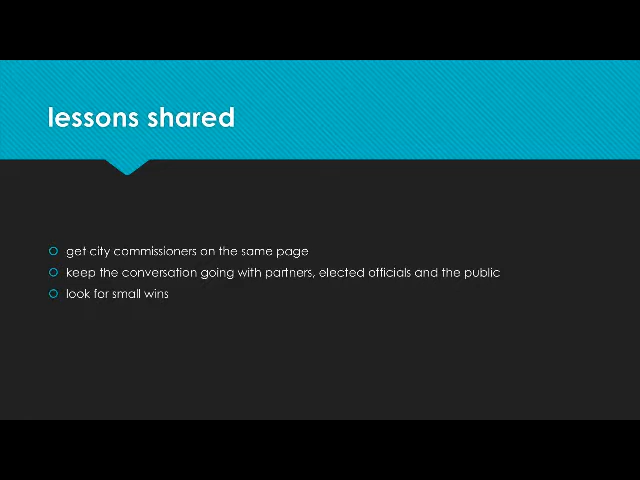 lessons shared
get city commissioners on the same page
keep the conversation going with partners, elected officials and the public
look for small wins